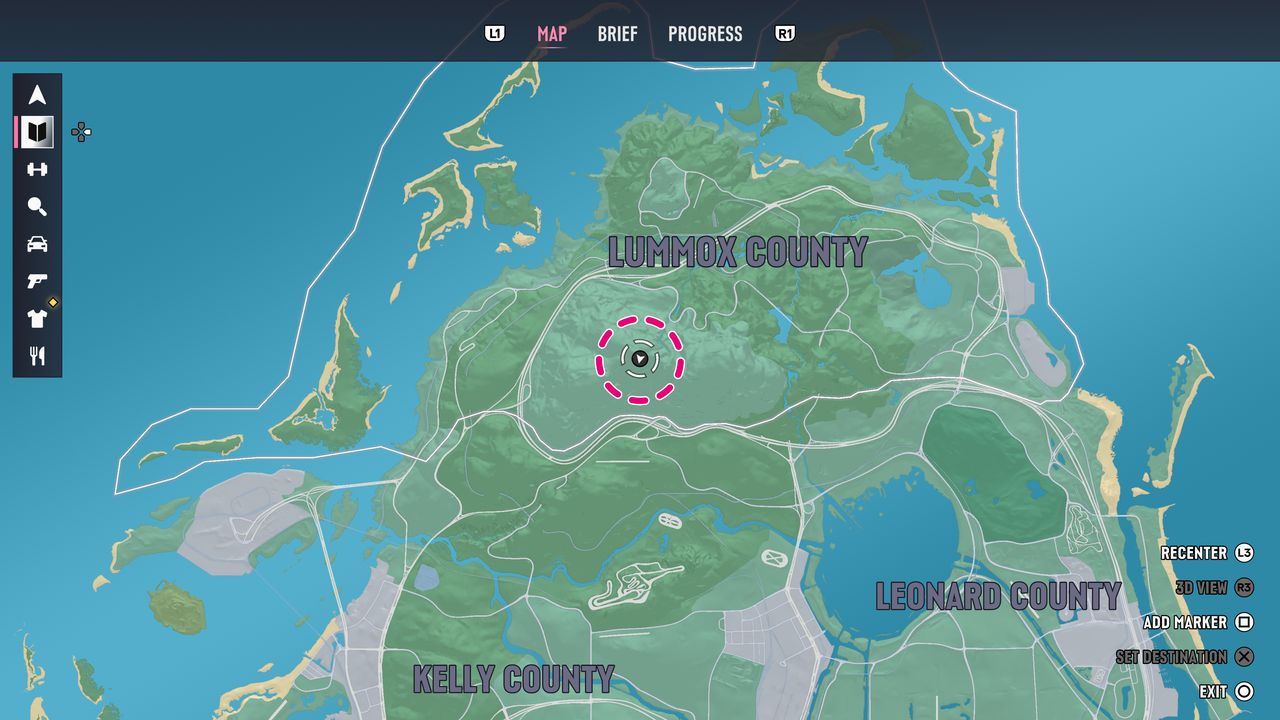 L1 MAP BRIEF PROGRESS R1
LUMMOX COUNTY
RECENTER L3
3D VIEW R3
LEONARD COUNTY
ADD MARKER
SET DESTINATION
KELLY COUNTY
EXIT